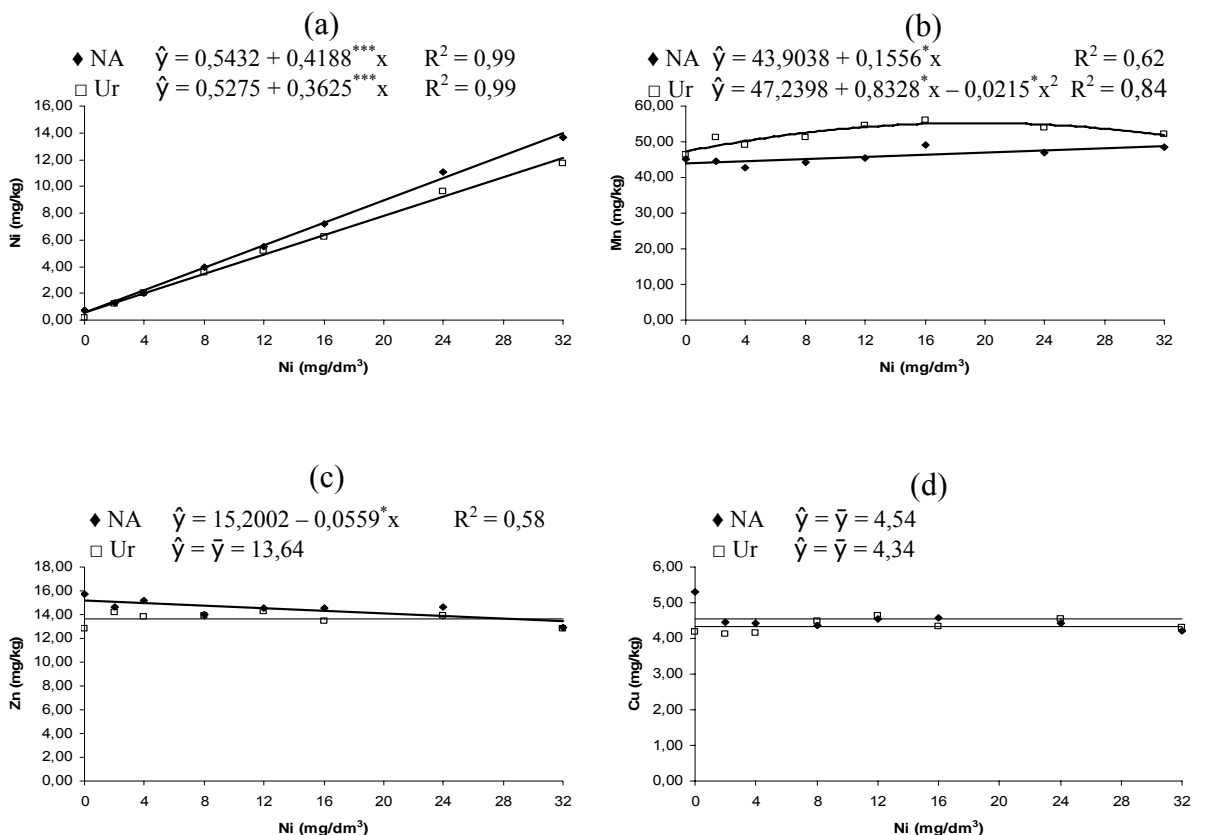 (a)
♦ NA ŷ = 0,5432 + 0,4188***x R² = 0,99
□ Ur ŷ = 0,5275 + 0,3625***x R² = 0,99
16,00
14,00
12,00
10,00
8,00
6,00
4,00
2,00
0,00
Ni (mg/kg)
0 4 8 12 16 20 24 28 32
Ni (mg/dm³)
(b)
♦ NA ŷ = 43,9038 + 0,1556*x R² = 0,62
□ Ur ŷ = 47,2398 + 0,8328*x – 0,0215*x² R² = 0,84
60,00
50,00
40,00
30,00
20,00
10,00
0,00
Mn (mg/kg)
0 4 8 12 16 20 24 28 32
Ni (mg/dm³)
(c)
♦ NA ŷ = 15,2002 – 0,0559*x R² = 0,58
□ Ur ŷ = ȳ = 13,64
18,00
16,00
14,00
12,00
10,00
8,00
6,00
4,00
2,00
0,00
Zn (mg/kg)
0 4 8 12 16 20 24 28 32
Ni (mg/dm³)
(d)
♦ NA ŷ = ȳ = 4,54
□ Ur ŷ = ȳ = 4,34
6,00
5,00
4,00
3,00
2,00
1,00
0,00
Cu (mg/kg)
0 4 8 12 16 20 24 28 32
Ni (mg/dm³)